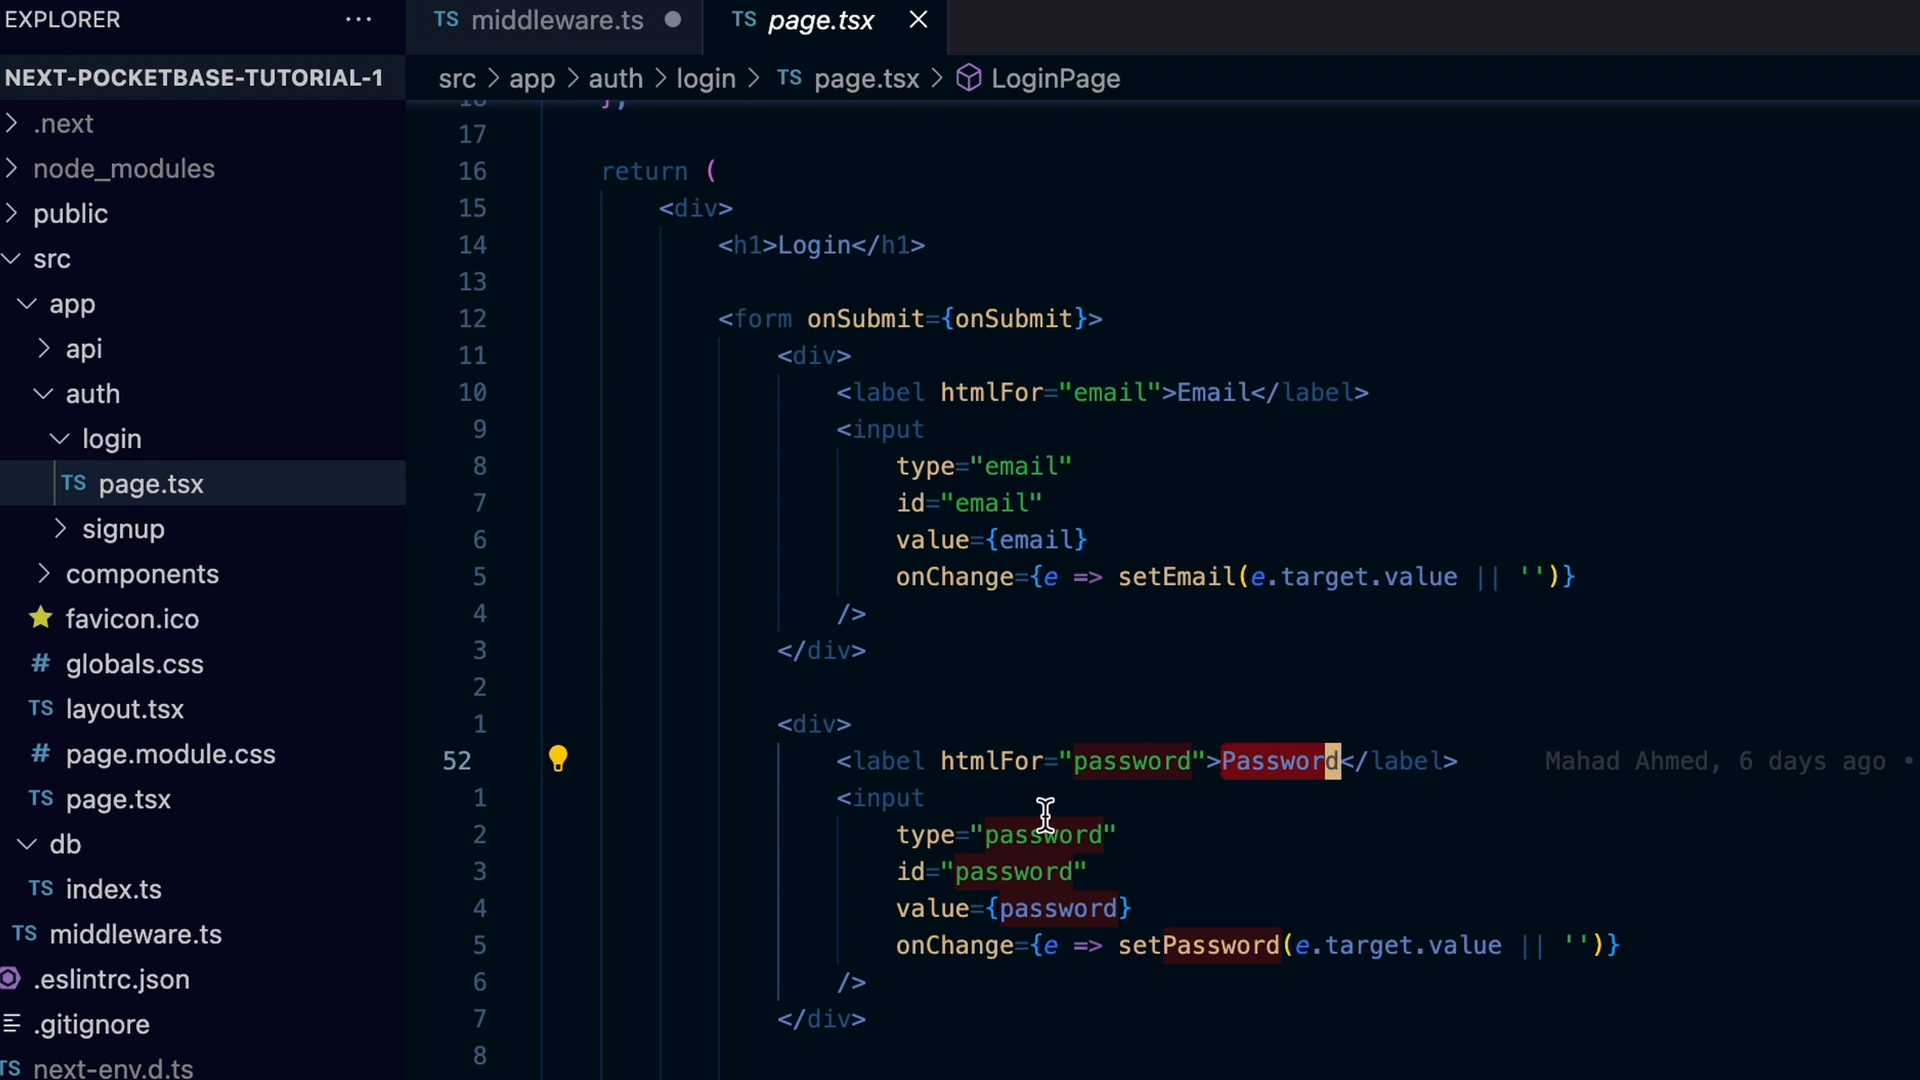 EXPLORER ...
NEXT-POCKETBASE-TUTORIAL-1
.next
node_modules
public
src
app
api
auth
login
TS page.tsx
signup
components
favicon.ico
# globals.css
TS layout.tsx
# page.module.css
TS page.tsx
db
TS index.ts
TS middleware.ts
.eslintrc.json
.gitignore
TS next-env.d.ts
TS middleware.ts ●
TS page.tsx ×
src > app > auth > login > TS page.tsx > LoginPage
18 };
17
16 return (
15 <div>
14 <h1>Login</h1>
13
12 <form onSubmit={onSubmit}>
11 <div>
10 <label htmlFor="email">Email</label>
9 <input
8 type="email"
7 id="email"
6 value={email}
5 onChange={e => setEmail(e.target.value || '')}
4 />
3 </div>
2
1 <div>
52 <label htmlFor="password">Password</label> Mahad Ahmed, 6 days ago •
1 <input
2 type="password"
3 id="password"
4 value={password}
5 onChange={e => setPassword(e.target.value || '')}
6 />
7 </div>
8